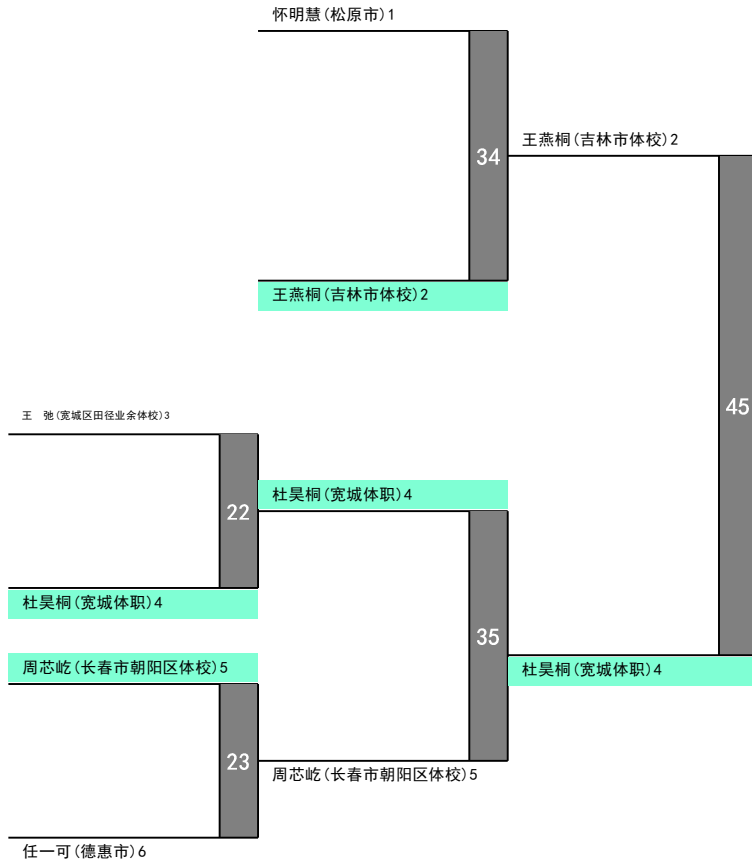 怀明慧(松原市)1
34
王燕桐(吉林市体校)2
王燕桐(吉林市体校)2
45
王　弛(宽城区田径业余体校)3
22
杜昊桐(宽城体职)4
杜昊桐(宽城体职)4
35
周芯屹(长春市朝阳区体校)5
杜昊桐(宽城体职)4
23
周芯屹(长春市朝阳区体校)5
任一可(德惠市)6